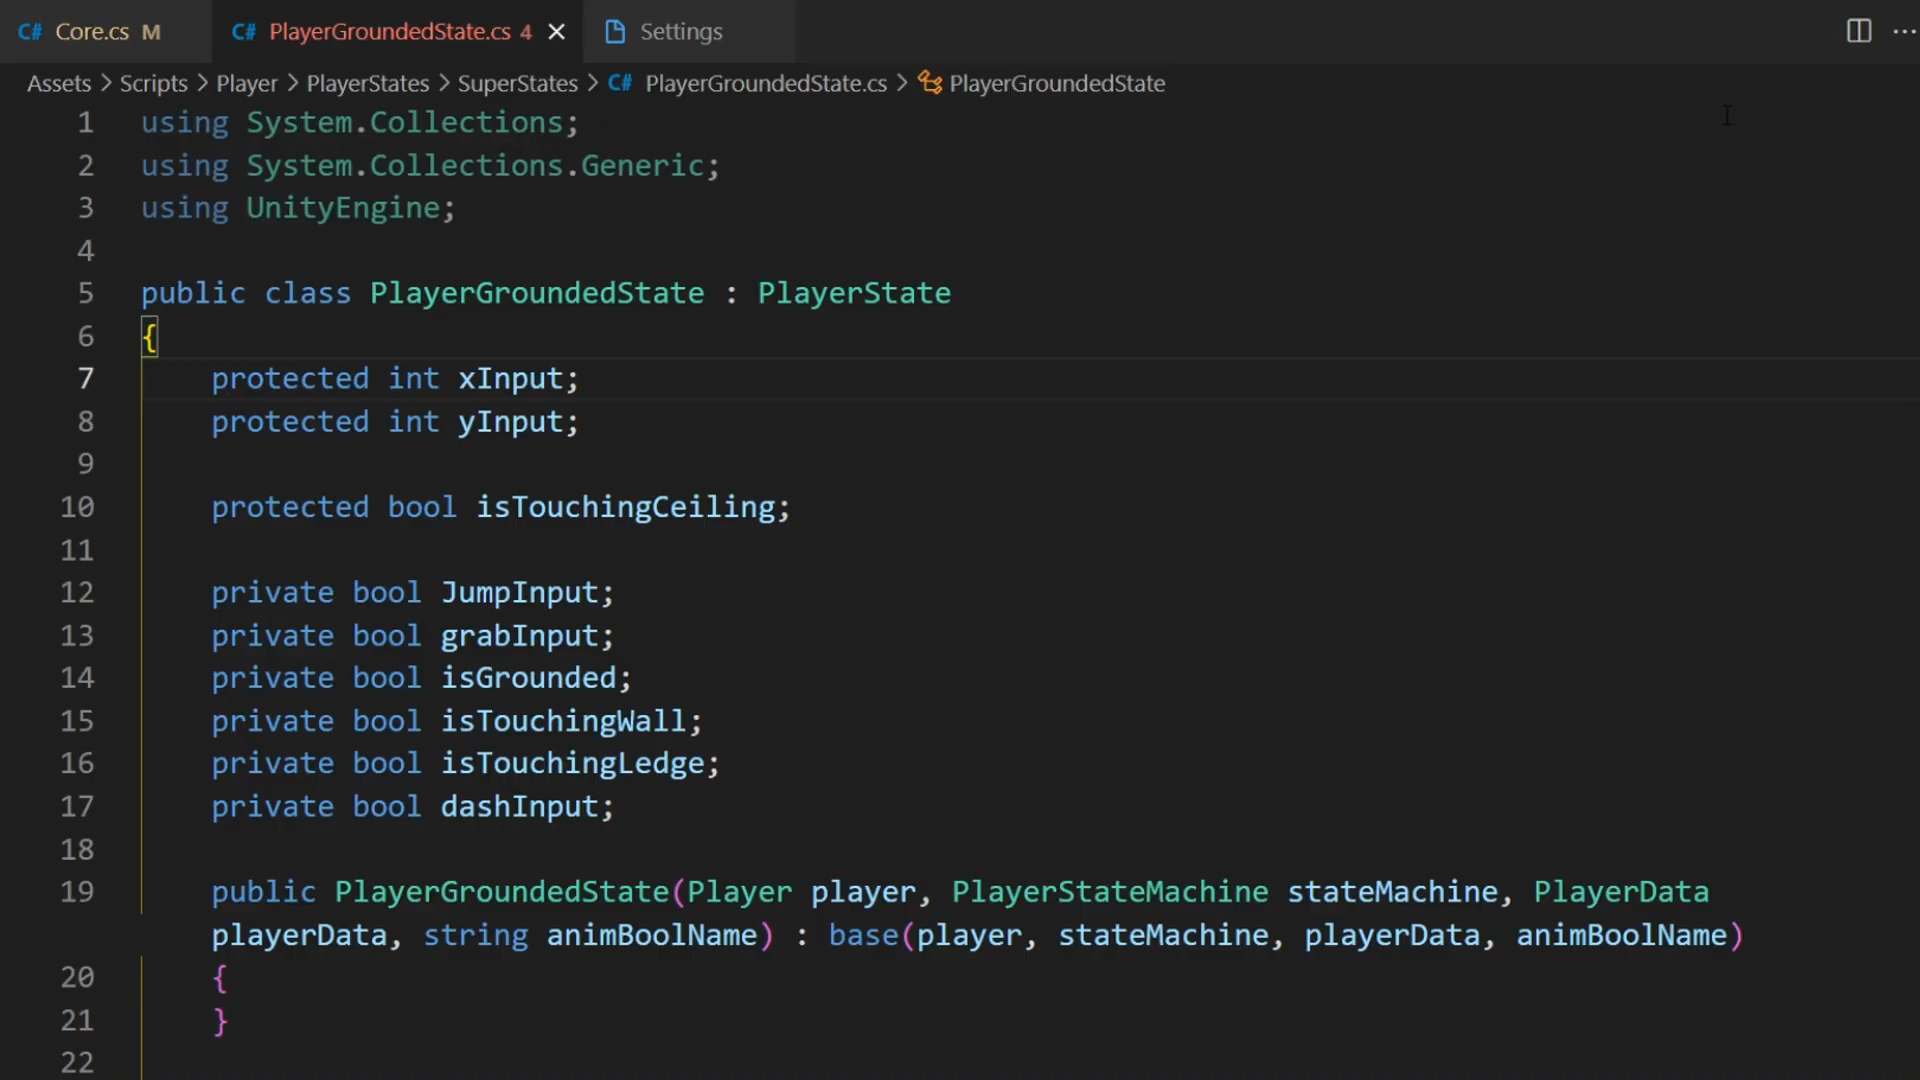 C# Core.cs M C# PlayerGroundedState.cs 4 Settings
Assets > Scripts > Player > PlayerStates > SuperStates > C# PlayerGroundedState.cs > PlayerGroundedState
1 using System.Collections;
2 using System.Collections.Generic;
3 using UnityEngine;
4
5 public class PlayerGroundedState : PlayerState
6 {
7 protected int xInput;
8 protected int yInput;
9
10 protected bool isTouchingCeiling;
11
12 private bool JumpInput;
13 private bool grabInput;
14 private bool isGrounded;
15 private bool isTouchingWall;
16 private bool isTouchingLedge;
17 private bool dashInput;
18
19 public PlayerGroundedState(Player player, PlayerStateMachine stateMachine, PlayerData
playerData, string animBoolName) : base(player, stateMachine, playerData, animBoolName)
20 {
21 }
22